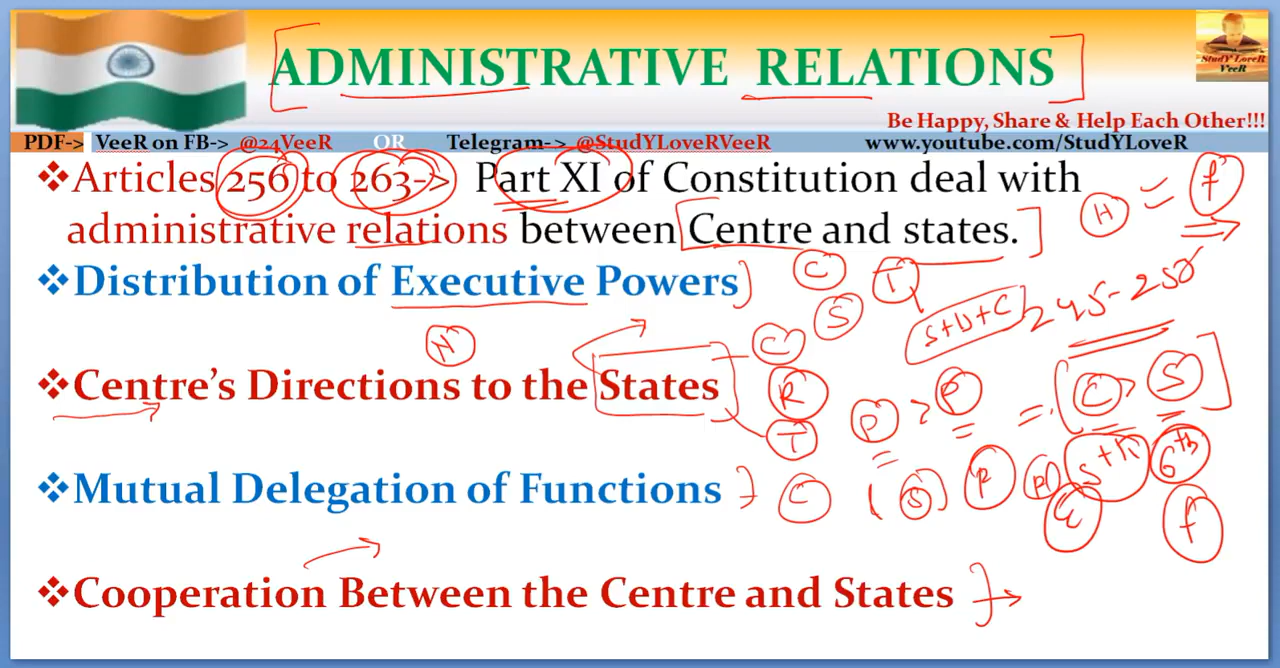 ADMINISTRATIVE RELATIONS
StudY LoveR
VeeR
Be Happy, Share & Help Each Other!!!
PDF-> VeeR on FB-> @24VeeR OR Telegram-> @StudYLoveRVeeR www.youtube.com/StudYLoveR
❖Articles 256 to 263-> Part XI of Constitution deal with
administrative relations between Centre and states.
H = f
❖Distribution of Executive Powers
C T
S
S+D+C
245-255
N
C
❖Centre's Directions to the States
R
T
P > P = C > S
❖Mutual Delegation of Functions
C (S) R P S+K 6th
f
❖Cooperation Between the Centre and States